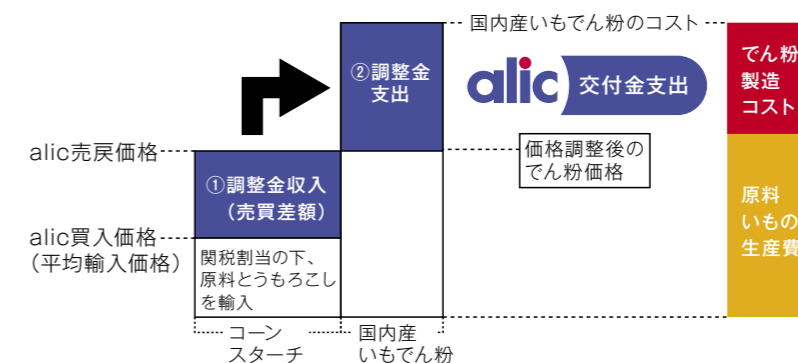 国内産いもでん粉のコスト
②調整金
支出
alic
交付金支出
でん粉
製造
コスト
alic売戻価格
価格調整後の
でん粉価格
①調整金収入
（売買差額）
原料
いもの
生産費
alic買入価格
（平均輸入価格）
関税割当の下、
原料とうもろこし
を輸入
コーン
スターチ
国内産
いもでん粉